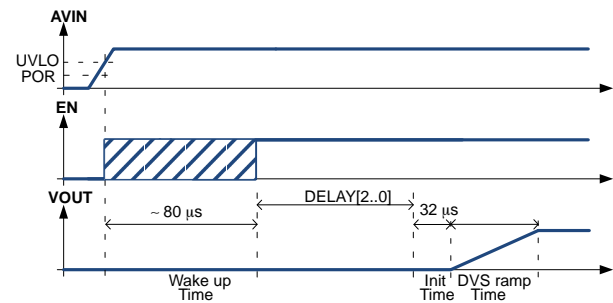 AVIN
UVLO
POR
EN
VOUT
DELAY[2..0]
~ 80 μs
32 μs
Wake up
Time
Init
Time
DVS ramp
Time